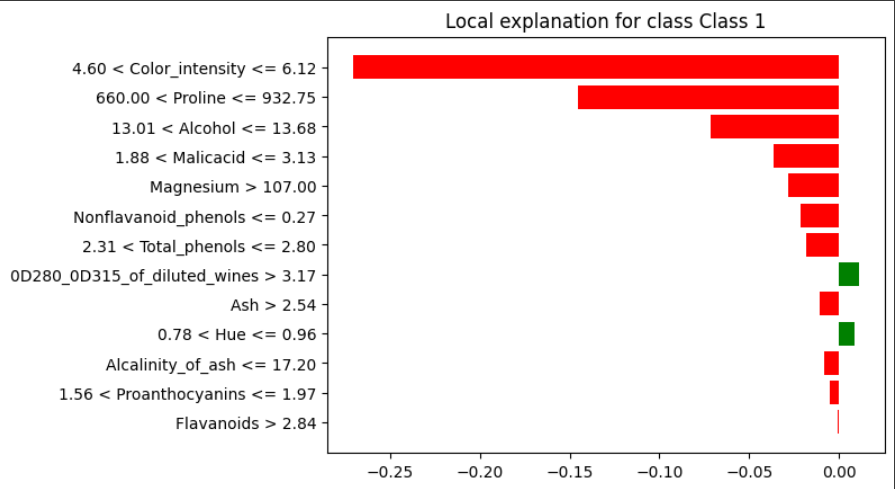 Local explanation for class Class 1
4.60 < Color_intensity <= 6.12
660.00 < Proline <= 932.75
13.01 < Alcohol <= 13.68
1.88 < Malicacid <= 3.13
Magnesium > 107.00
Nonflavanoid_phenols <= 0.27
2.31 < Total_phenols <= 2.80
0D280_0D315_of_diluted_wines > 3.17
Ash > 2.54
0.78 < Hue <= 0.96
Alcalinity_of_ash <= 17.20
1.56 < Proanthocyanins <= 1.97
Flavanoids > 2.84
−0.25 −0.20 −0.15 −0.10 −0.05 0.00